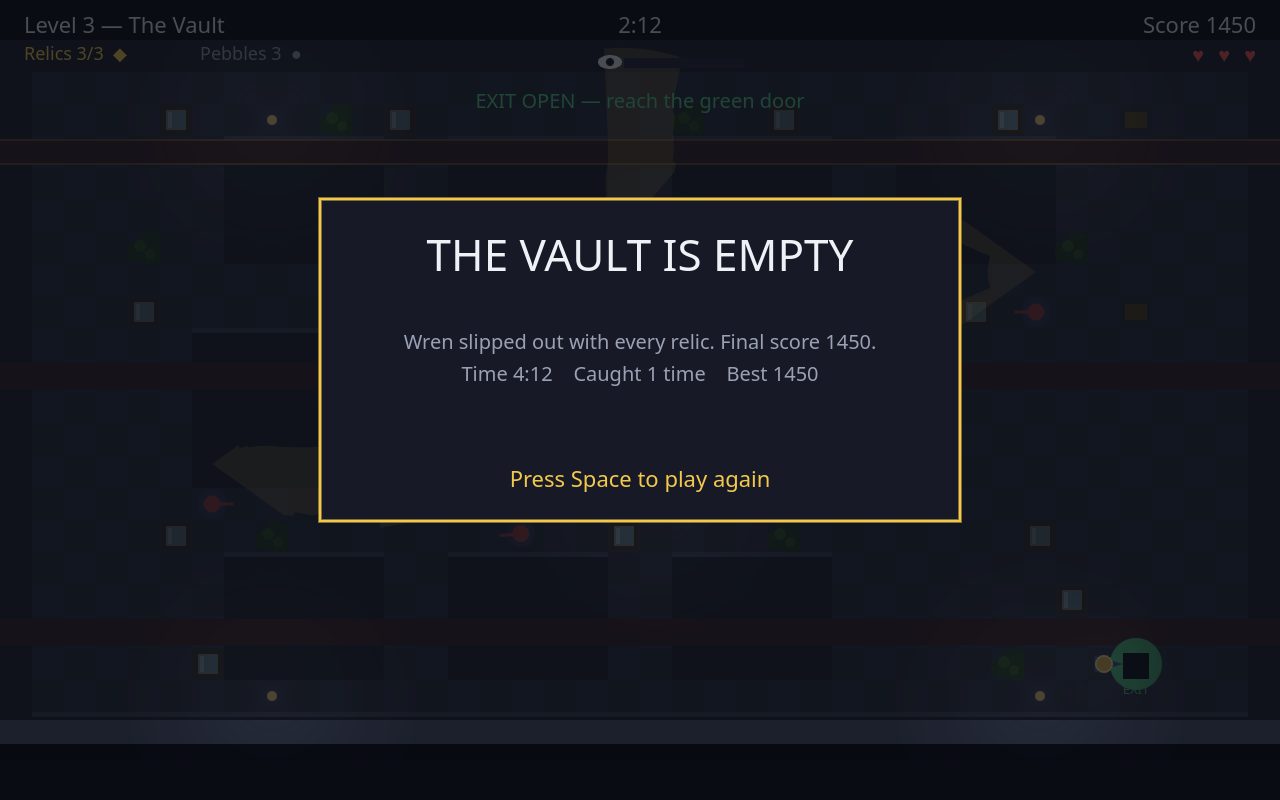 Level 3 — The Vault
2:12
Score 1450
Relics 3/3
Pebbles 3
EXIT OPEN — reach the green door
THE VAULT IS EMPTY
Wren slipped out with every relic. Final score 1450.
Time 4:12 Caught 1 time Best 1450
Press Space to play again
EXIT